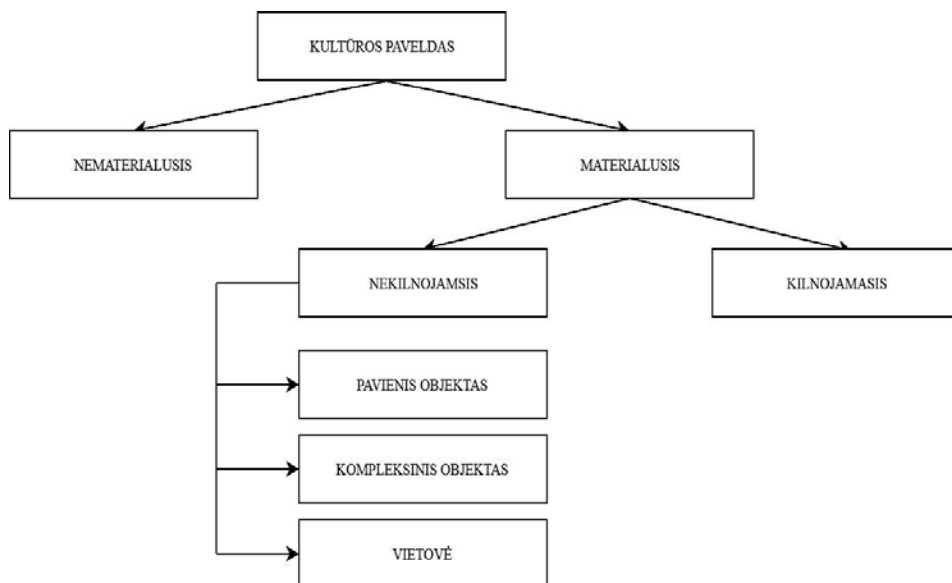 KULTŪROS PAVELDAS
NEMATERIALUSIS
MATERIALUSIS
NEKILNOJAMSIS
KILNOJAMASIS
PAVIENIS OBJEKTAS
KOMPLEKSINIS OBJEKTAS
VIETOVĖ